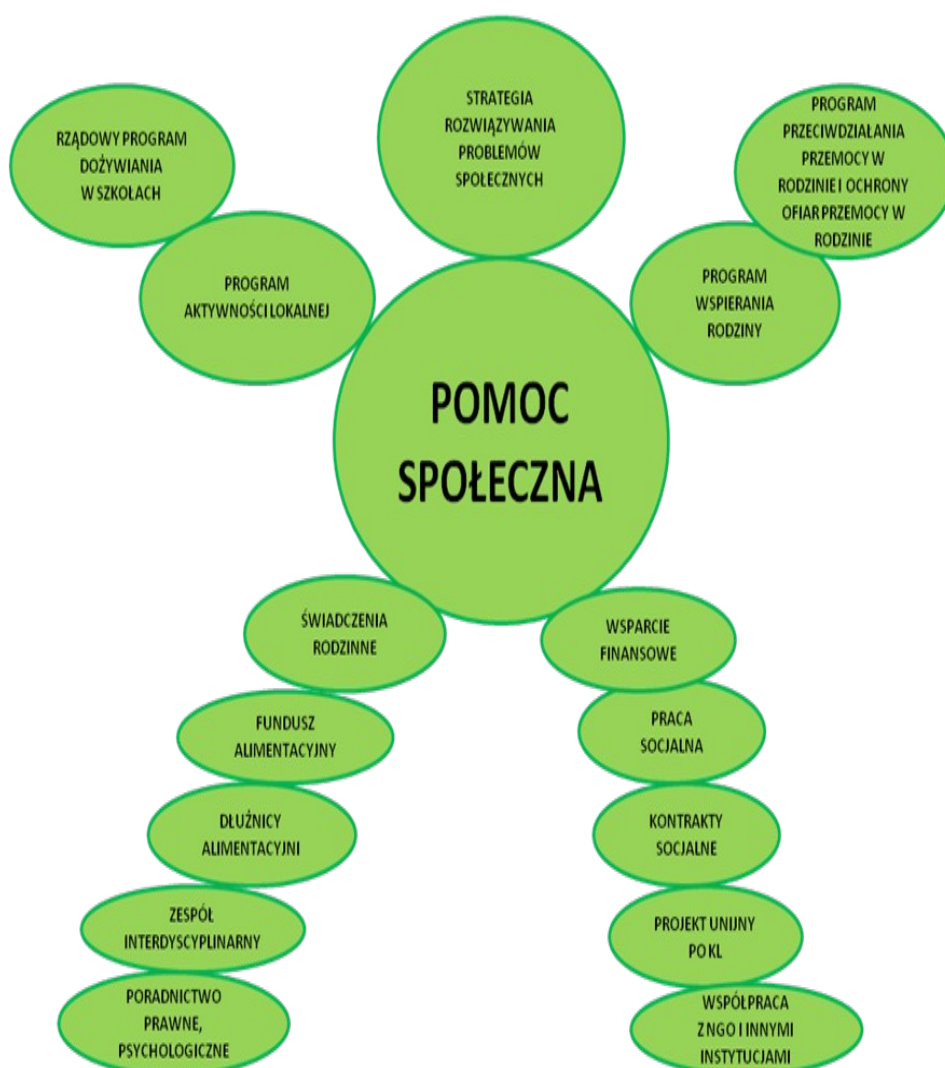 STRATEGIA
ROZWIĄZYWANIA
PROBLEMÓW
SPOŁECZNYCH
RZĄDOWY PROGRAM
DOŻYWIANIA
W SZKOŁACH
PROGRAM
PRZECIWDZIAŁANIA
PRZEMOCY W
RODZINIE I OCHRONY
OFIAR PRZEMOCY W
RODZINIE
PROGRAM
AKTYWNOŚCI LOKALNEJ
PROGRAM
WSPIERANIA
RODZINY
POMOC
SPOŁECZNA
ŚWIADCZENIA
RODZINNE
FUNDUSZ
ALIMENTACYJNY
DŁUŻNICY
ALIMENTACYJNI
ZESPÓŁ
INTERDYSCYPLINARNY
PORADNICTWO
PRAWNE,
PSYCHOLOGICZNE
WSPARCIE
FINANSOWE
PRACA
SOCJALNA
KONTRAKTY
SOCJALNE
PROJEKT UNIJNY
PO KL
WSPÓŁPRACA
Z NGO I INNYMI
INSTYTUCJAMI